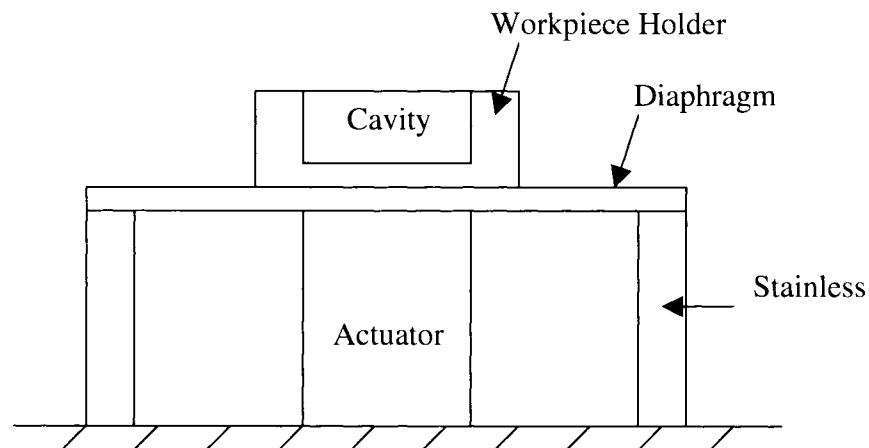 Workpiece Holder
Diaphragm
Cavity
Stainless
Actuator